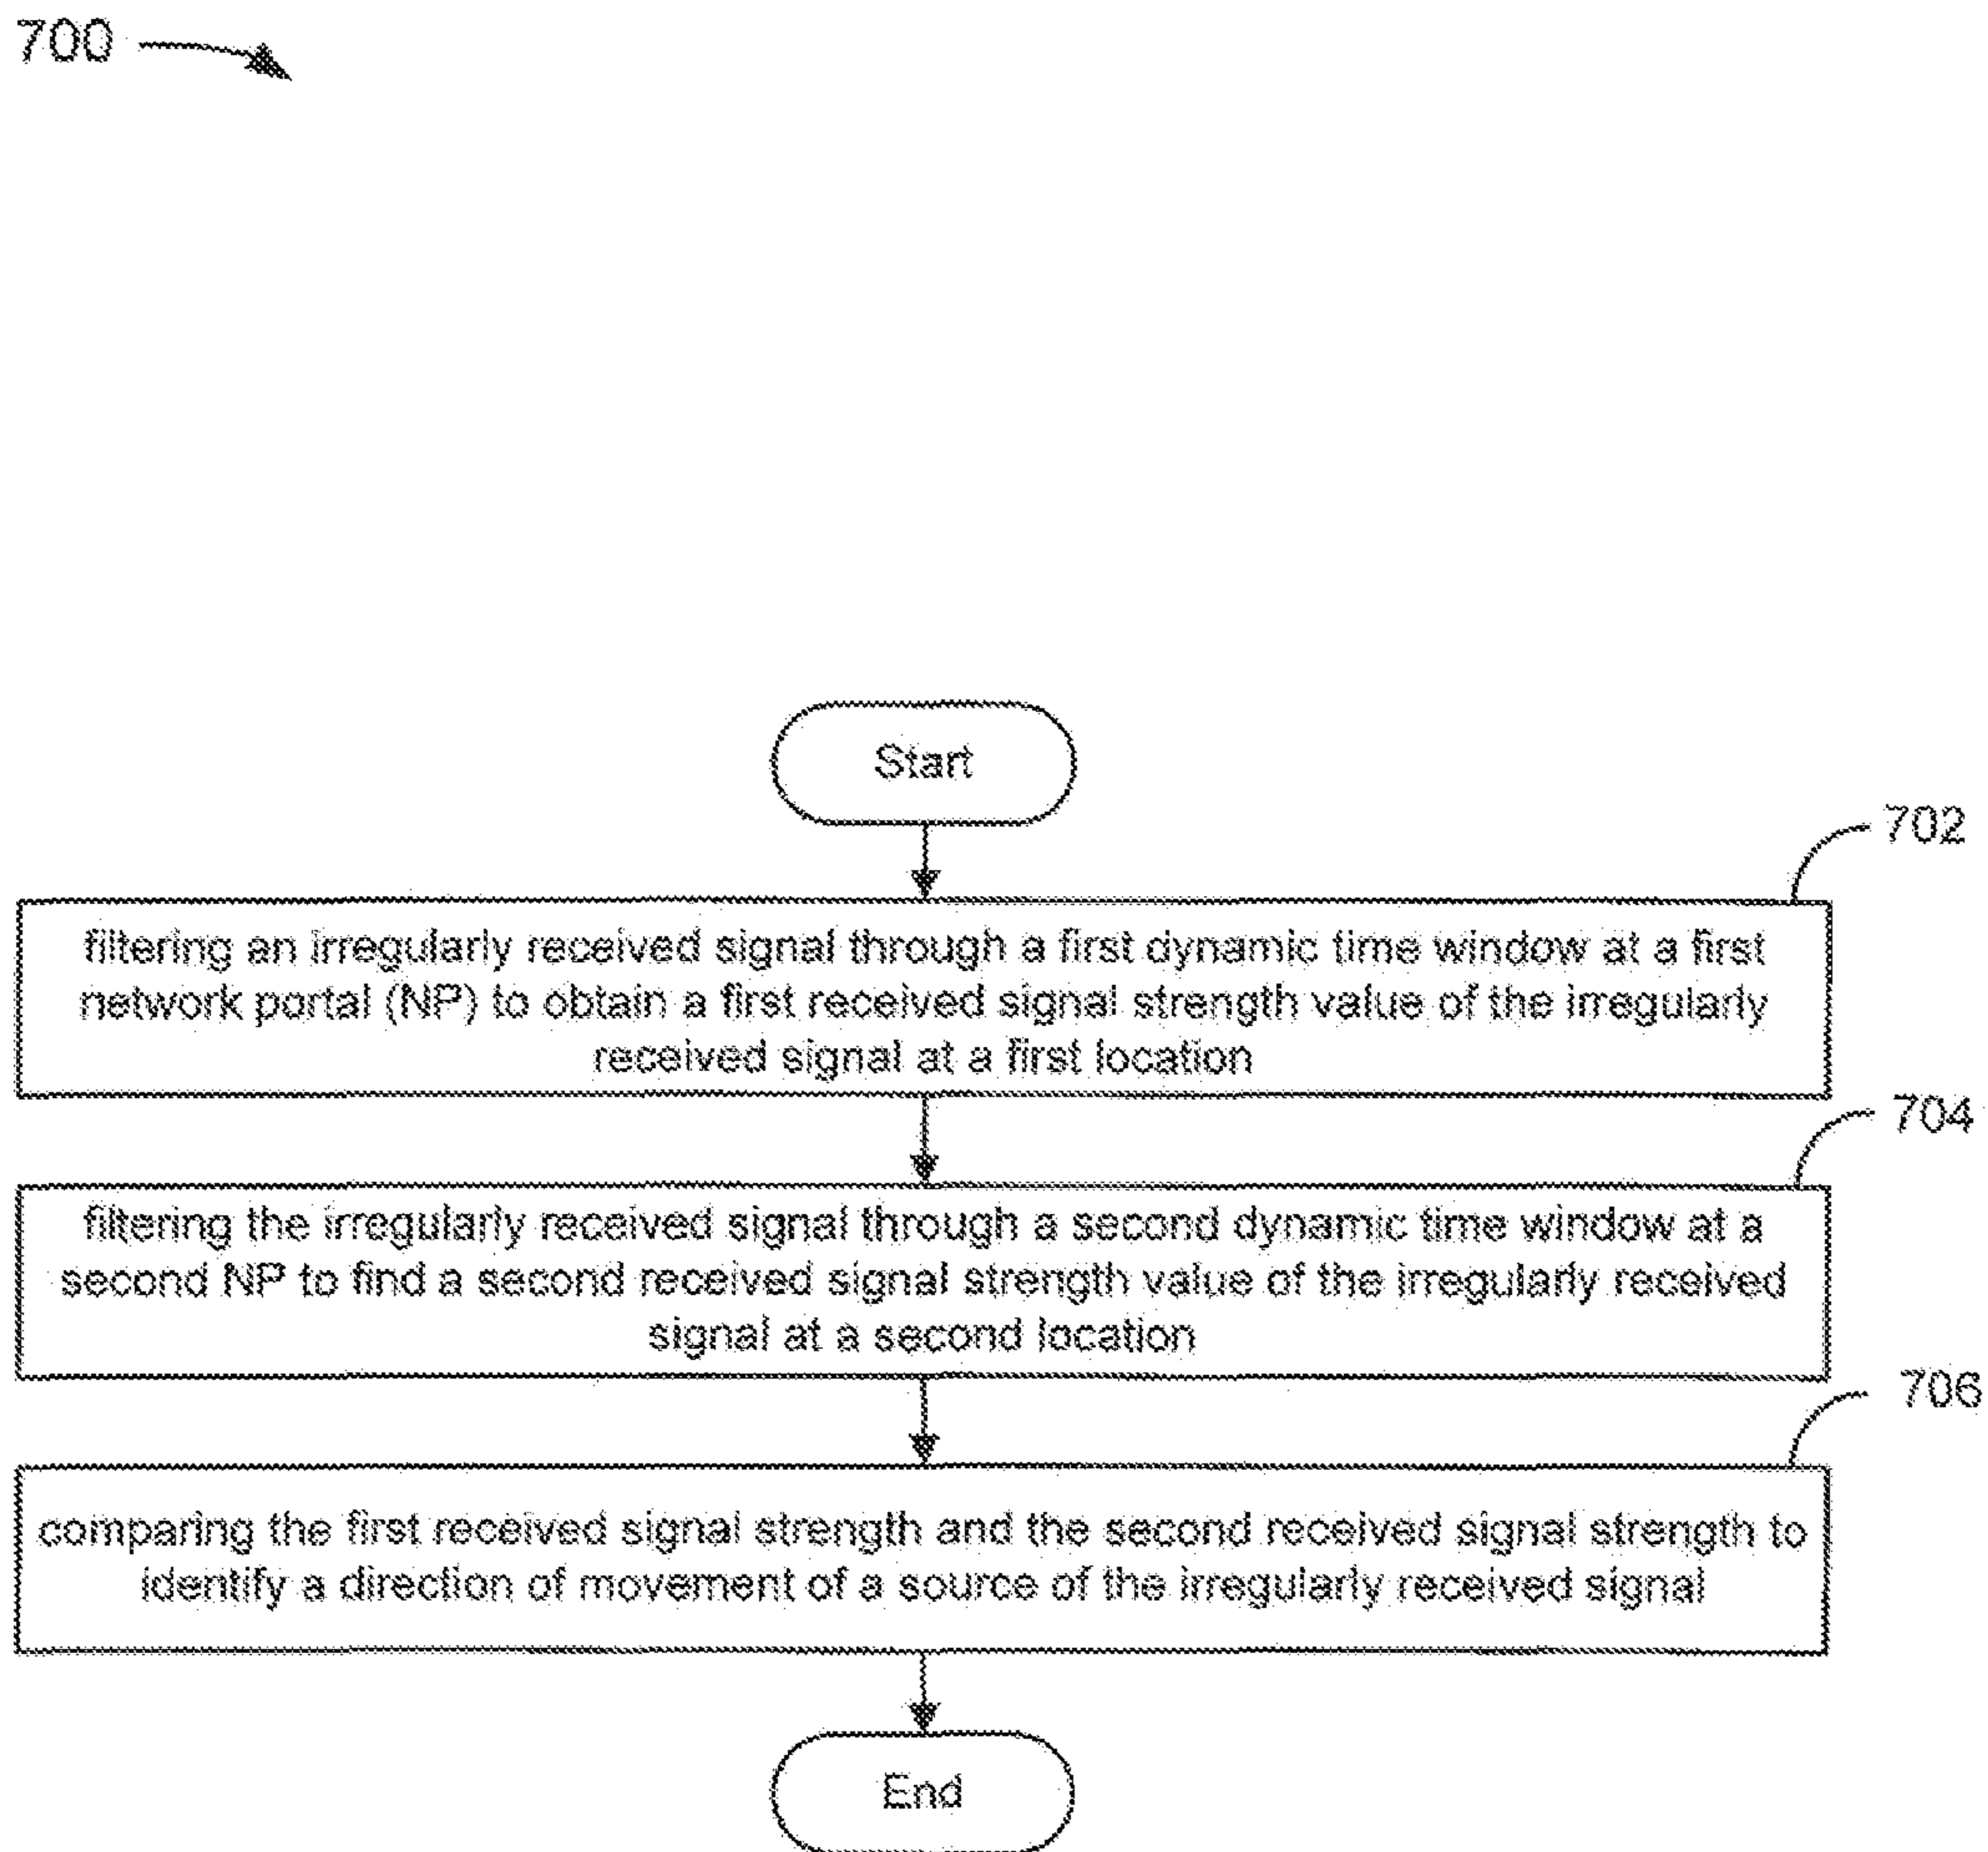 700
Start
702
filtering an irregularly received signal through a first dynamic time window at a first
network portal (NP) to obtain a first received signal strength value of the irregularly
received signal at a first location
704
filtering the irregularly received signal through a second dynamic time window at a
second NP to find a second received signal strength value of the irregularly received
signal at a second location
706
comparing the first received signal strength and the second received signal strength to
identify a direction of movement of a source of the irregularly received signal
End